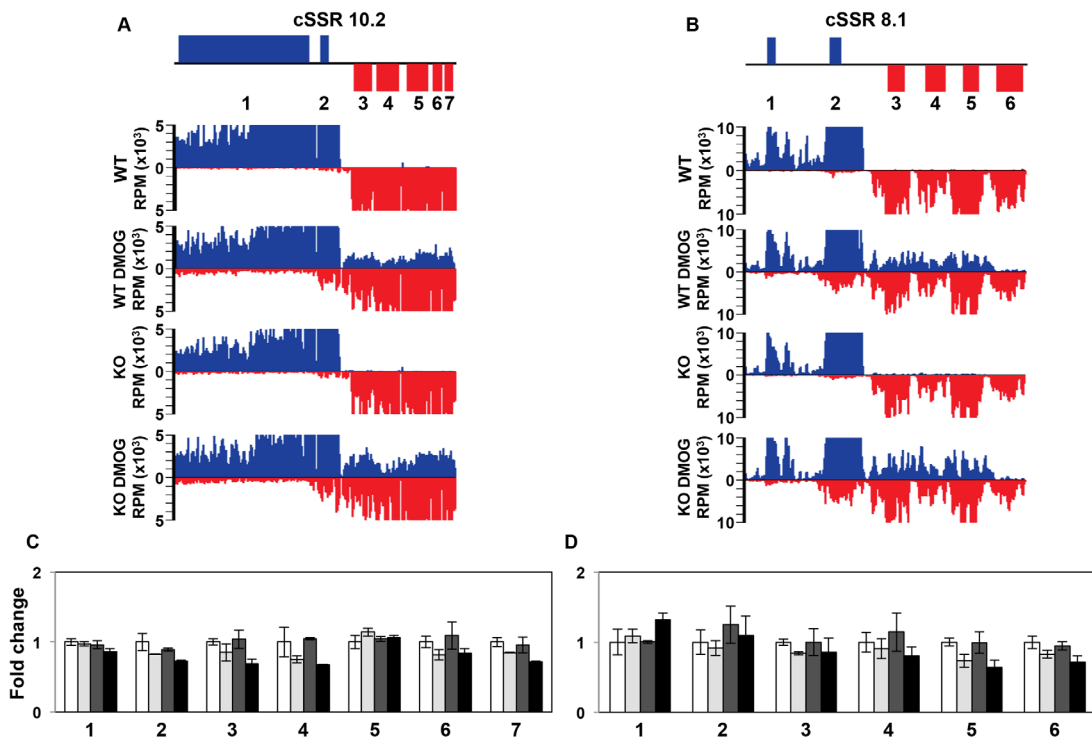 A
cSSR 10.2
1 2 3 4 5 6 7
WT
RPM (x10³)
5
0
5
WT DMOG
RPM (x10³)
5
0
5
KO
RPM (x10³)
5
0
5
KO DMOG
RPM (x10³)
5
0
5
B
cSSR 8.1
1 2 3 4 5 6
WT
RPM (x10³)
10
0
10
WT DMOG
RPM (x10³)
10
0
10
KO
RPM (x10³)
10
0
10
KO DMOG
RPM (x10³)
10
0
10
C
Fold change
2
1
0
1 2 3 4 5 6 7
D
2
1
0
1 2 3 4 5 6